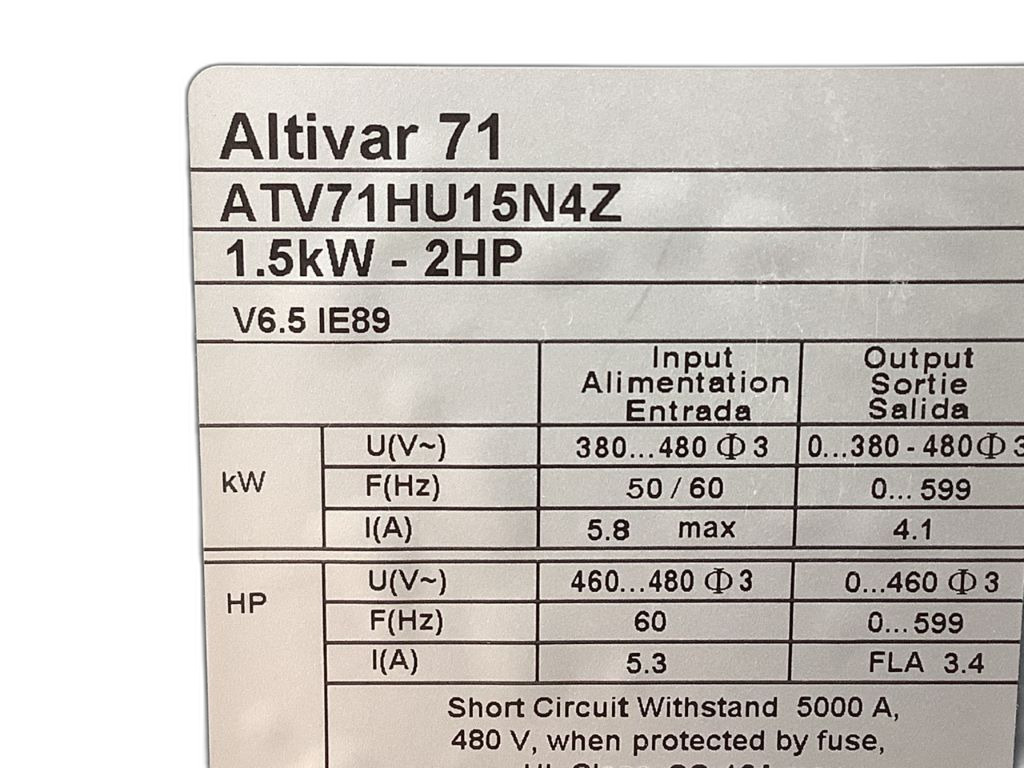 Altivar 71
ATV71HU15N4Z
1.5kW - 2HP
V6.5 IE89
Input Output
Alimentation Sortie
Entrada Salida
kW
U(V~) 380...480 Φ 3 0...380 - 480 Φ 3
F(Hz) 50 / 60 0... 599
I(A) 5.8 max 4.1
HP
U(V~) 460...480 Φ 3 0...460 Φ 3
F(Hz) 60 0... 599
I(A) 5.3 FLA 3.4
Short Circuit Withstand 5000 A,
480 V, when protected by fuse,